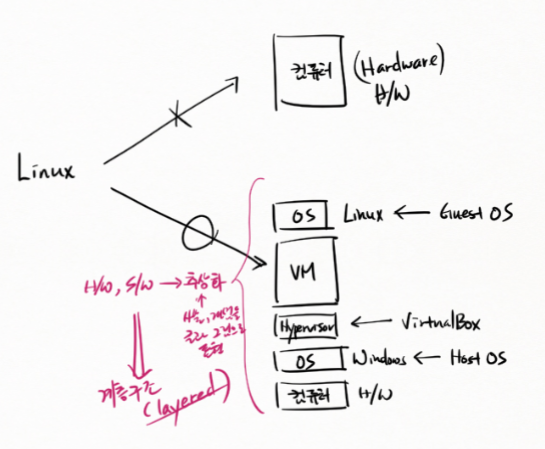 컴퓨터 (Hardware)
H/W
Linux
OS Linux ← Guest OS
VM
H/W, S/W → 추상화
Hypervisor ← VirtualBox
OS Windows ← Host OS
컴퓨터 H/W
계층구조
(layered)